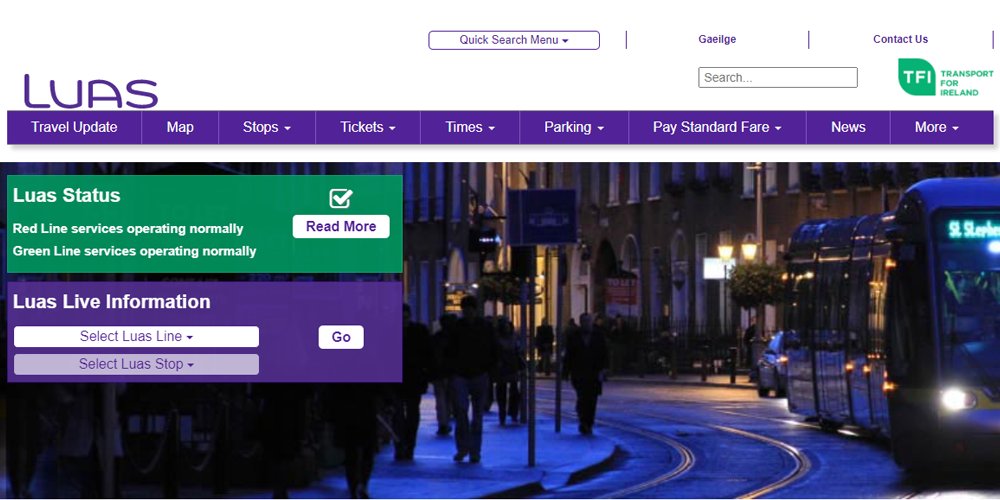 Quick Search Menu
Gaeilge
Contact Us
LUAS
TFI TRANSPORT
FOR
IRELAND
Search...
Travel Update Map Stops Tickets Times Parking Pay Standard Fare News More
Luas Status
Read More
Red Line services operating normally
Green Line services operating normally
Luas Live Information
Select Luas Line
Go
Select Luas Stop
TO LET